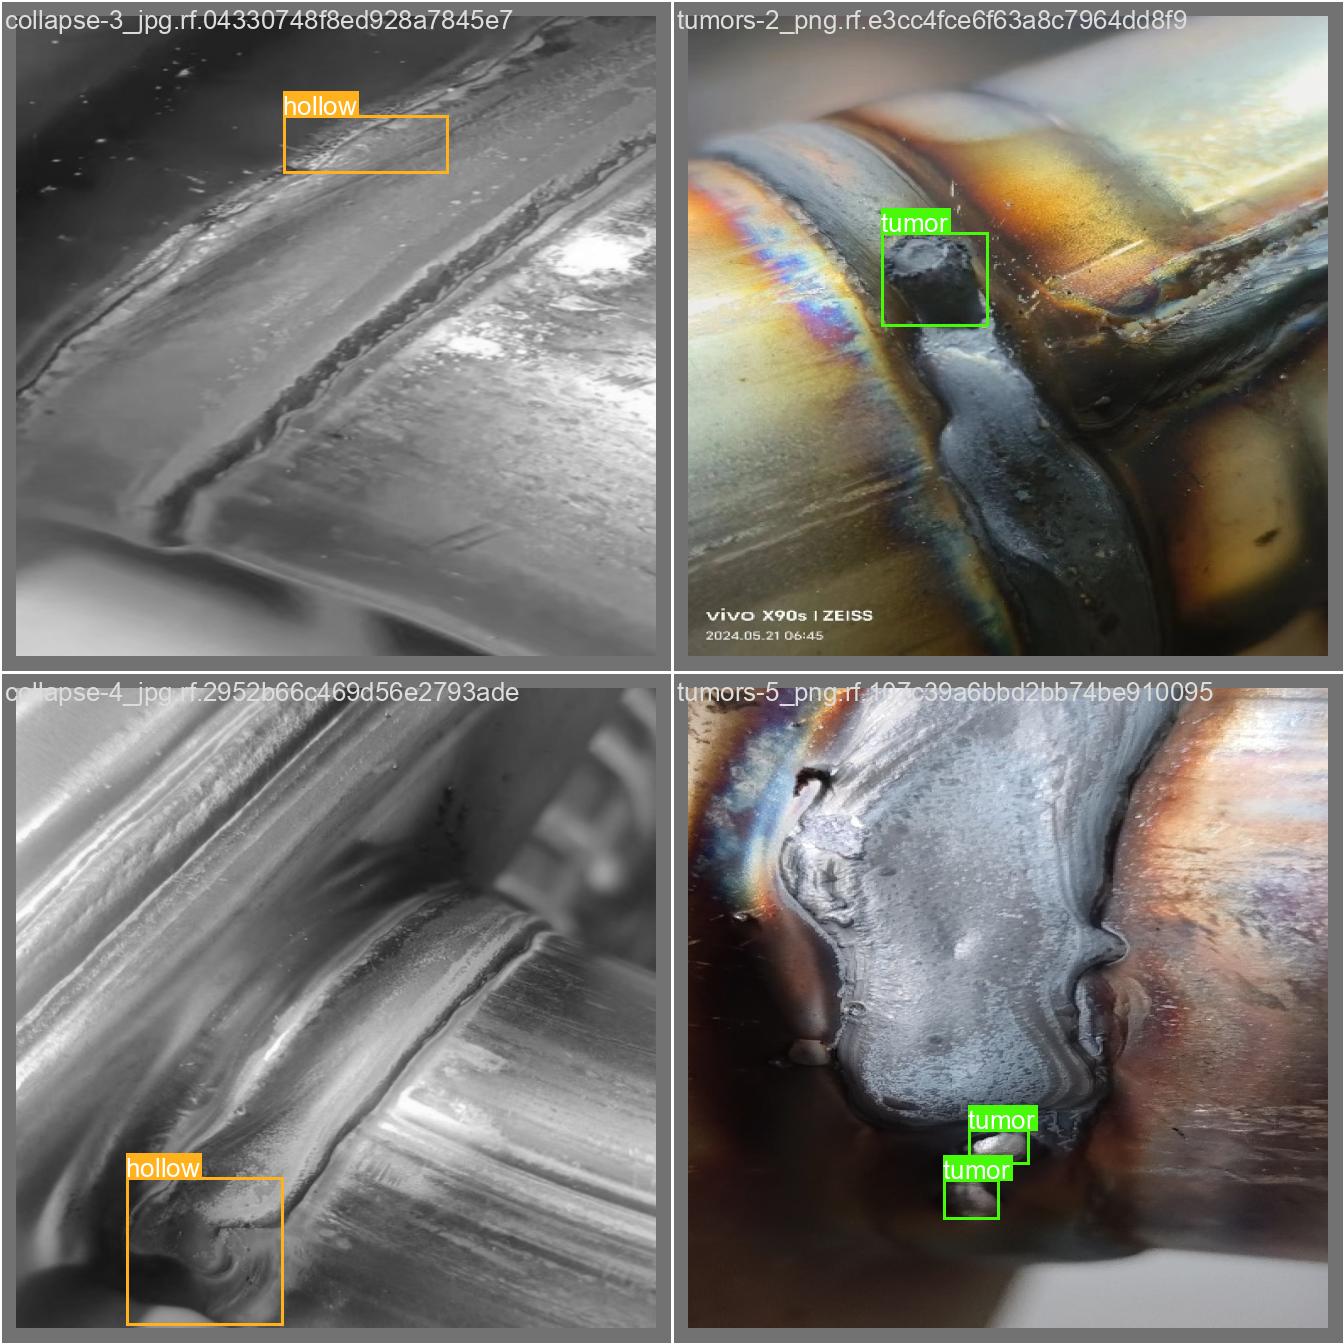 collapse-3_jpg.rf.04330748f8ed928a7845e7
hollow
tumors-2_png.rf.e3cc4fce6f63a8c7964dd8f9
tumor
vivo X90s | ZEISS
2024.05.21 06:45
collapse-4_jpg.rf.2952b66c469d56e2793ade
hollow
tumors-5_png.rf.107c39a6bbd2bb74be910095
tumor
tumor